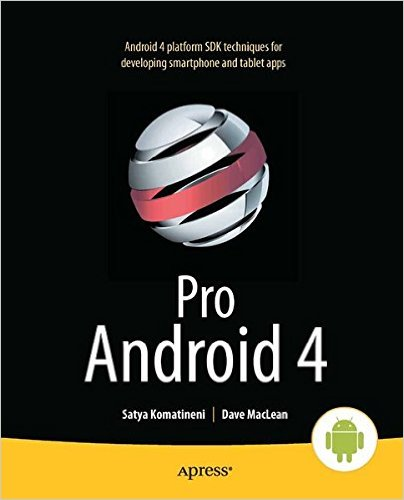 Android 4 platform SDK techniques for
developing smartphone and tablet apps
Pro
Android 4
Satya Komatineni | Dave MacLean
Apress®